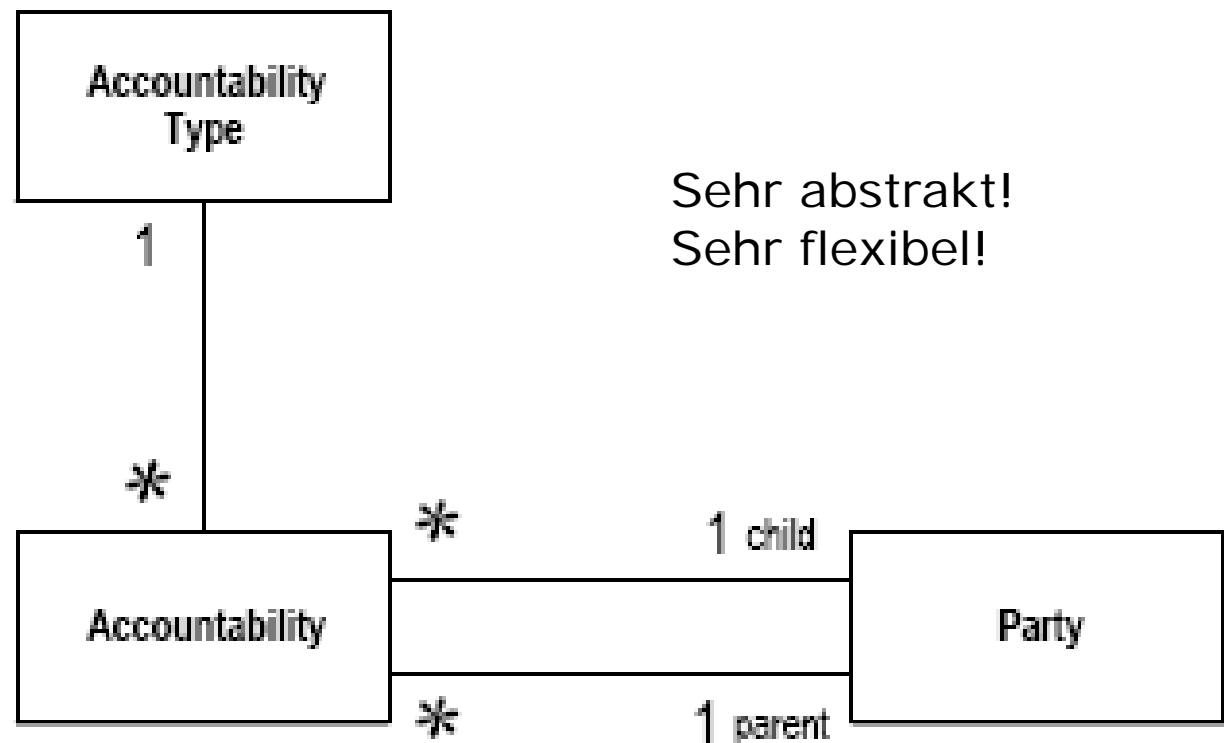 Accountability
Type
Sehr abstrakt!
Sehr flexibel!
1
*
*
1 child
Accountability
Party
*
1 parent